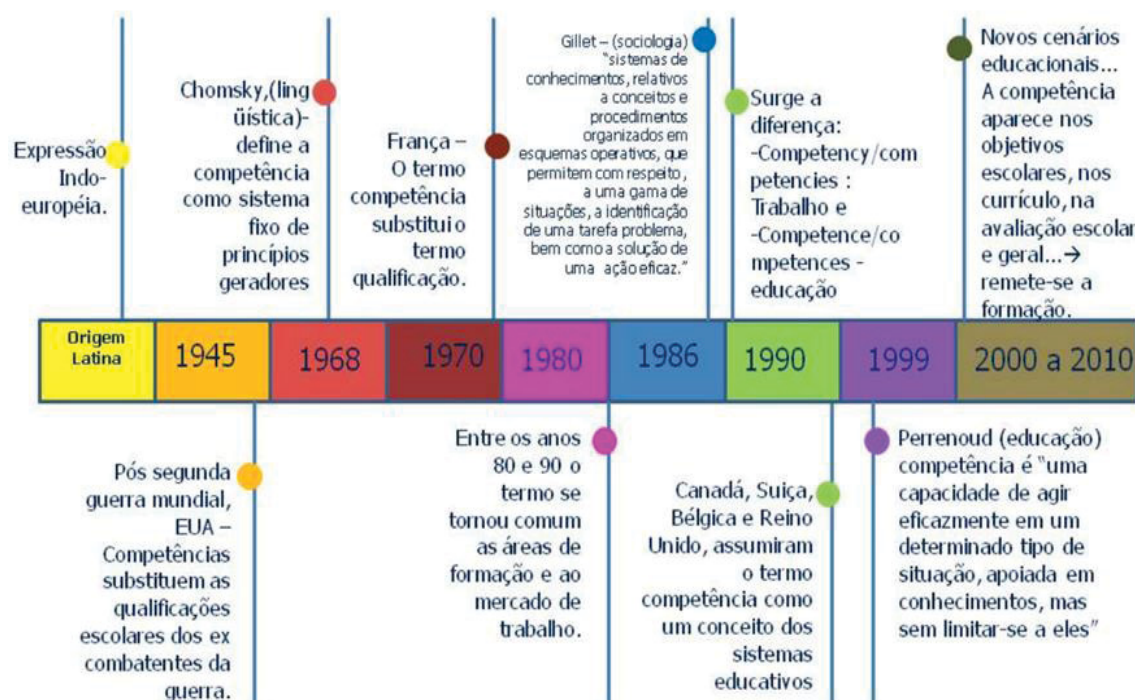 Expressão
Indo-
européia.
Chomsky,(ling
üística)-
define a
competência
como sistema
fixo de
princípios
geradores
França –
O termo
competência
substitui o
termo
qualificação.
Gillet – (sociologia)
“sistemas de
conhecimentos, relativos
a conceitos e
procedimentos
organizados em
esquemas operativos, que
permitem com respeito,
a uma gama de
situações, a identificação
de uma tarefa problema,
bem como a solução de
uma ação eficaz.”
Surge a
diferença:
-Competency/com
petencies :
Trabalho e
-Competence/co
mpetences -
educação
Novos cenários
educacionais...
A competência
aparece nos
objetivos
escolares, nos
currículo, na
avaliação escolar
e geral...→
remete-se a
formação.
Origem
Latina
1945
1968
1970
1980
1986
1990
1999
2000 a 2010
Pós segunda
guerra mundial,
EUA –
Competências
substituem as
qualificações
escolares dos ex
combatentes da
guerra.
Entre os anos
80 e 90 o
termo se
tornou comum
as áreas de
formação e ao
mercado de
trabalho.
Canadá, Suiça,
Bélgica e Reino
Unido, assumiram
o termo
competência como
um conceito dos
sistemas
educativos
Perrenoud (educação)
competência é “uma
capacidade de agir
eficazmente em um
determinado tipo de
situação, apoiada em
conhecimentos, mas
sem limitar-se a eles”